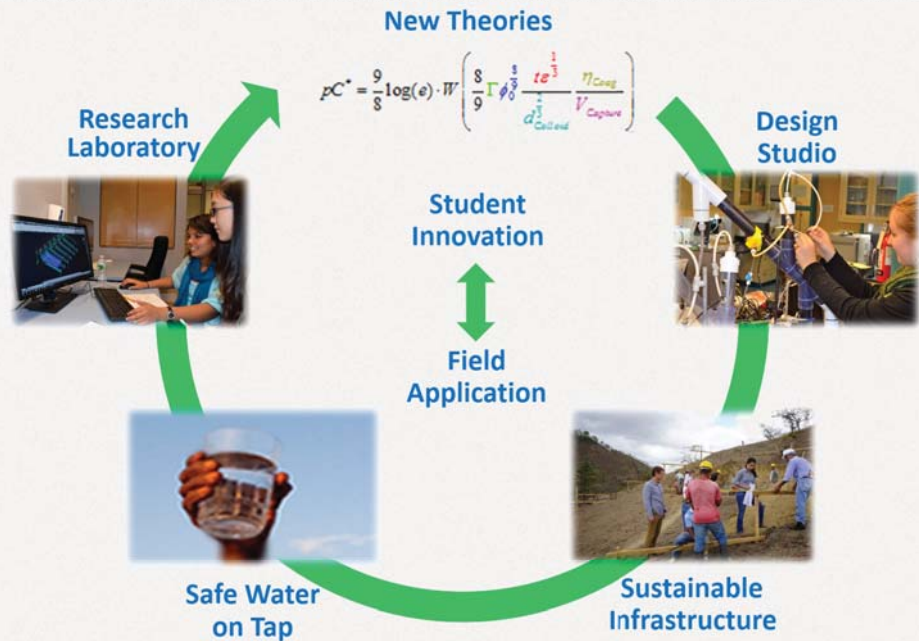 New Theories
pC* = 9/8 log(e) · W( 8/9 Γ ϕ₀^(8/9) tε^(1/3) / d_Colloid^(2/3) η_Coag / V_Capture )
Research
Laboratory
Design
Studio
Student
Innovation
Field
Application
Safe Water
on Tap
Sustainable
Infrastructure